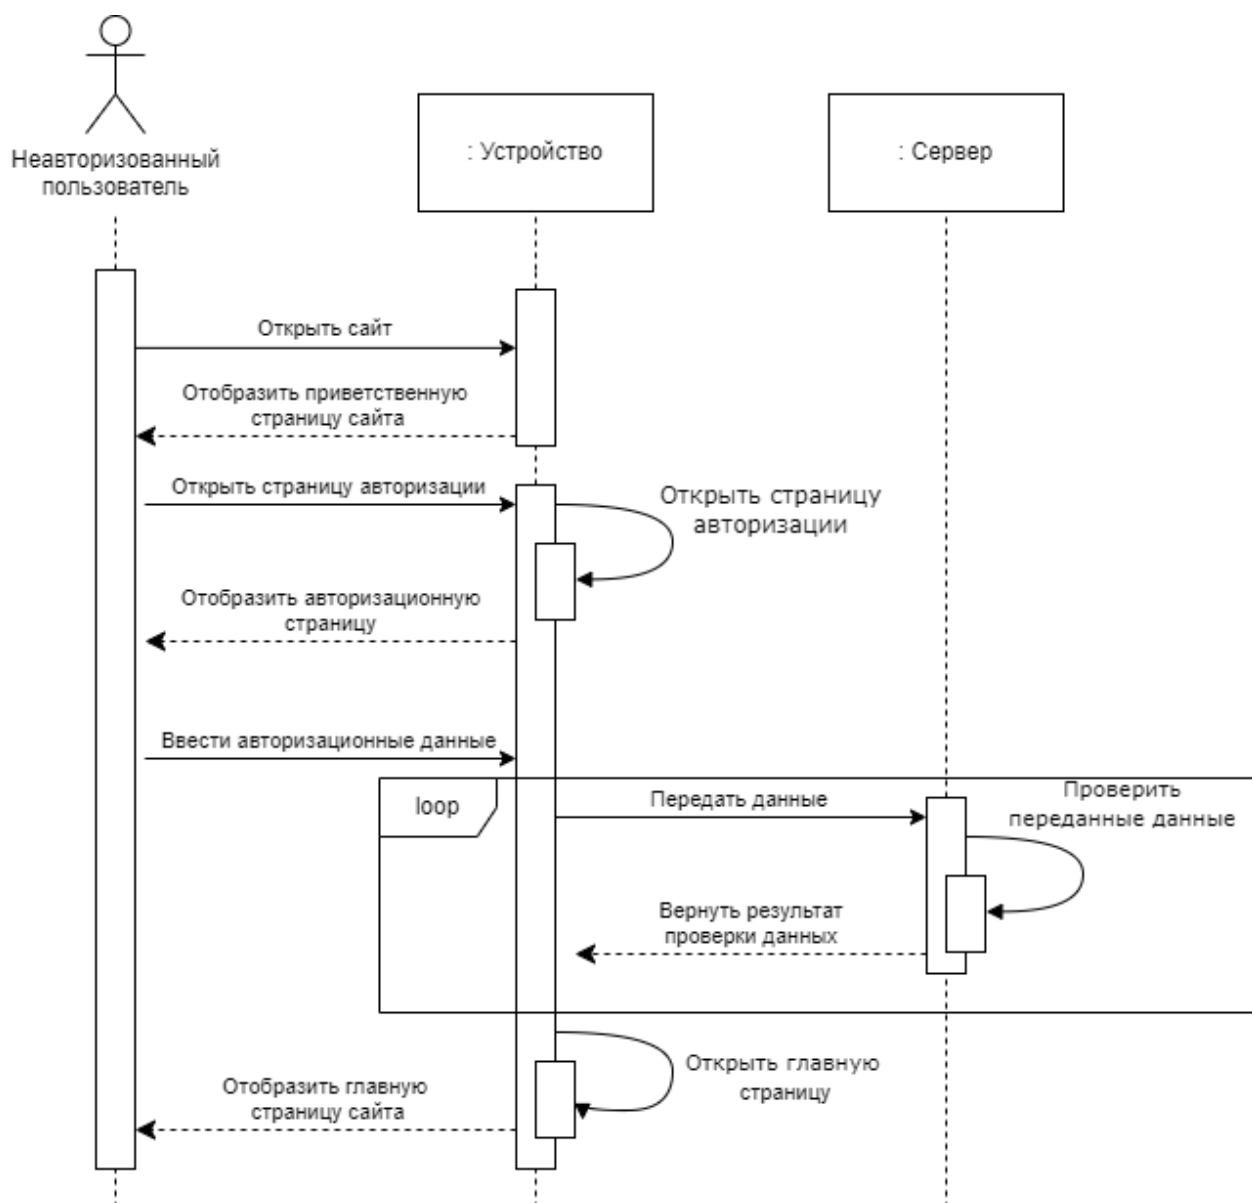 Неавторизованный
пользователь
: Устройство
: Сервер
Открыть сайт
Отобразить приветственную
страницу сайта
Открыть страницу авторизации
Открыть страницу
авторизации
Отобразить авторизационную
страницу
Ввести авторизационные данные
loop
Передать данные
Проверить
переданные данные
Вернуть результат
проверки данных
Открыть главную
страницу
Отобразить главную
страницу сайта